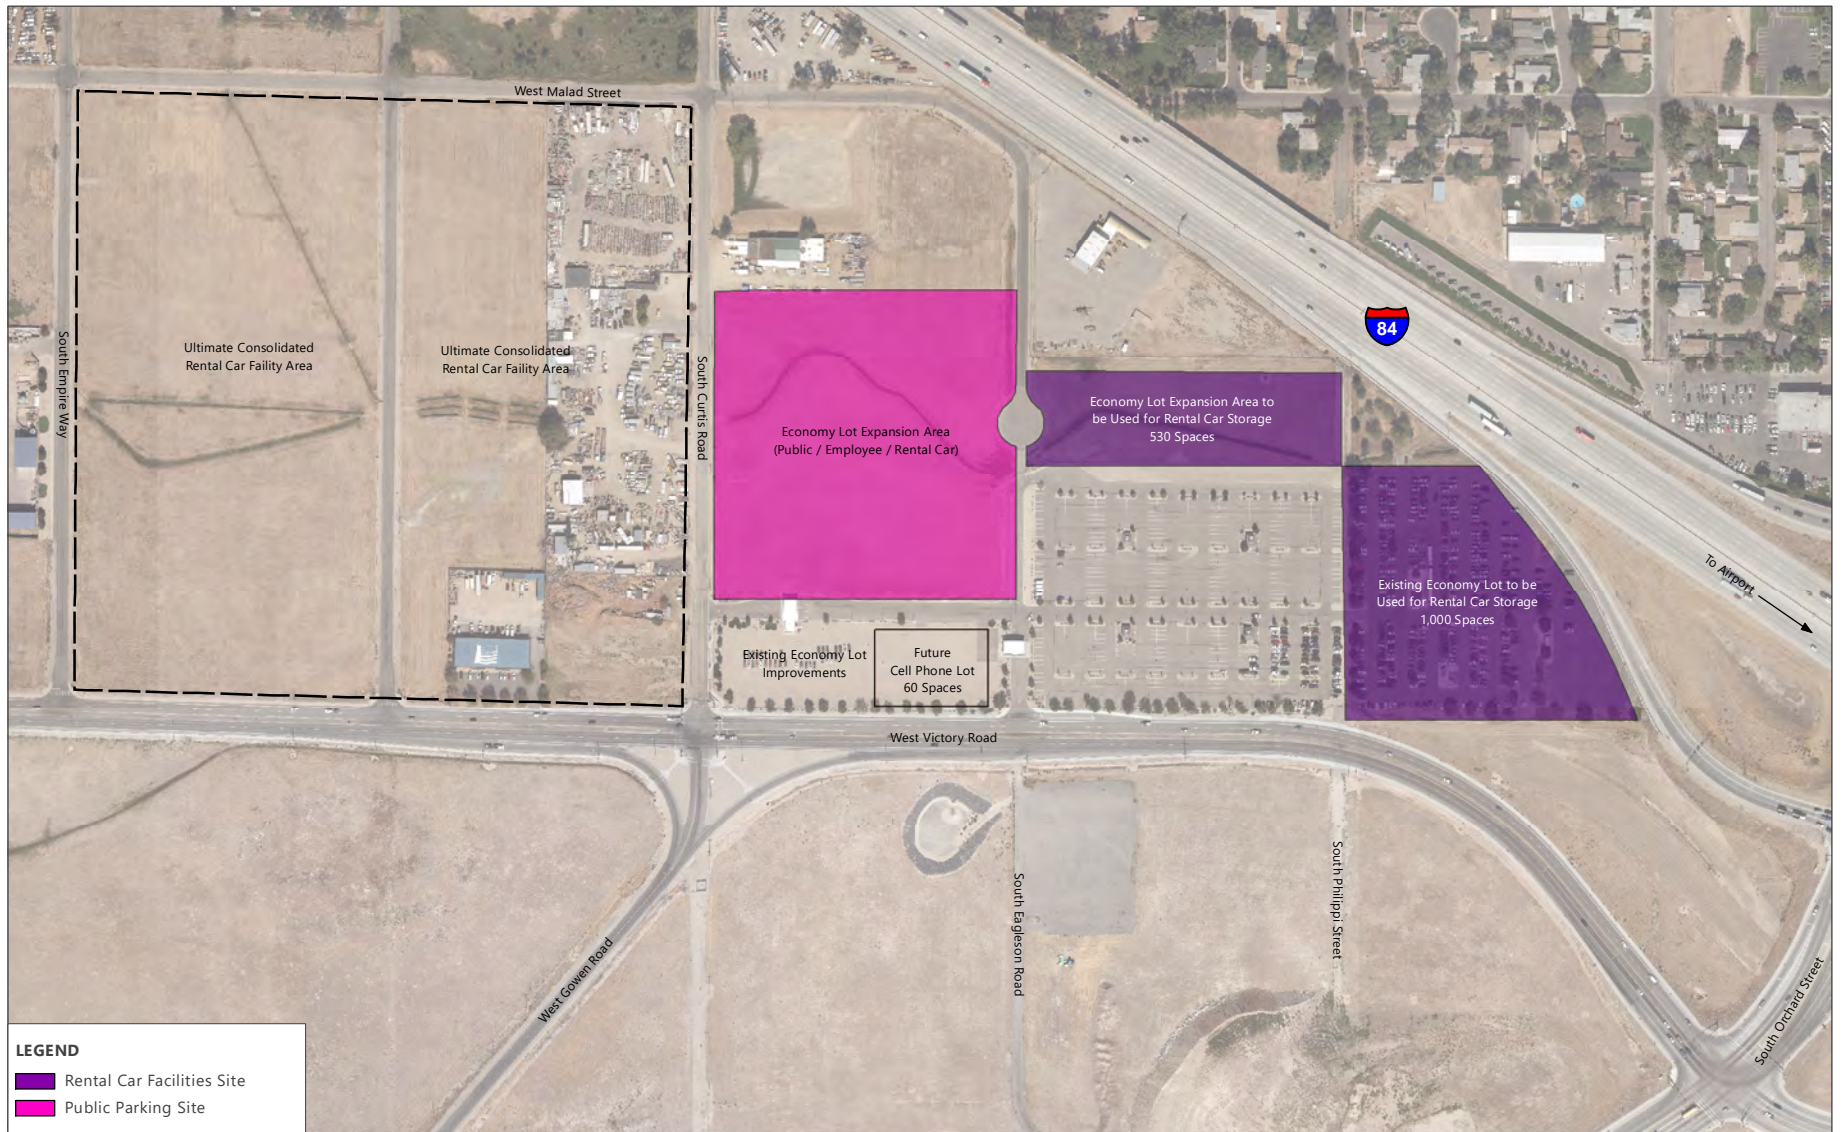 West Malad Street
South Empire Way
Ultimate Consolidated
Rental Car Faility Area
Ultimate Consolidated
Rental Car Faility Area
South Curtis Road
Economy Lot Expansion Area
(Public / Employee / Rental Car)
Economy Lot Expansion Area to
be Used for Rental Car Storage
530 Spaces
84
To Airport
Existing Economy Lot to be
Used for Rental Car Storage
1,000 Spaces
Existing Economy Lot
Improvements
Future
Cell Phone Lot
60 Spaces
West Victory Road
West Gowen Road
South Eagleson Road
South Philippi Street
South Orchard Street
LEGEND
Rental Car Facilities Site
Public Parking Site